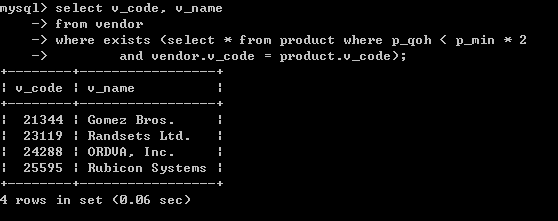 mysql> select v_code, v_name
    -> from vendor
    -> where exists (select * from product where p_qoh < p_min * 2
    ->         and vendor.v_code = product.v_code);
+--------+-----------------+
| v_code | v_name          |
+--------+-----------------+
|  21344 | Gomez Bros.     |
|  23119 | Randsets Ltd.   |
|  24288 | ORDVA, Inc.     |
|  25595 | Rubicon Systems |
+--------+-----------------+
4 rows in set (0.06 sec)